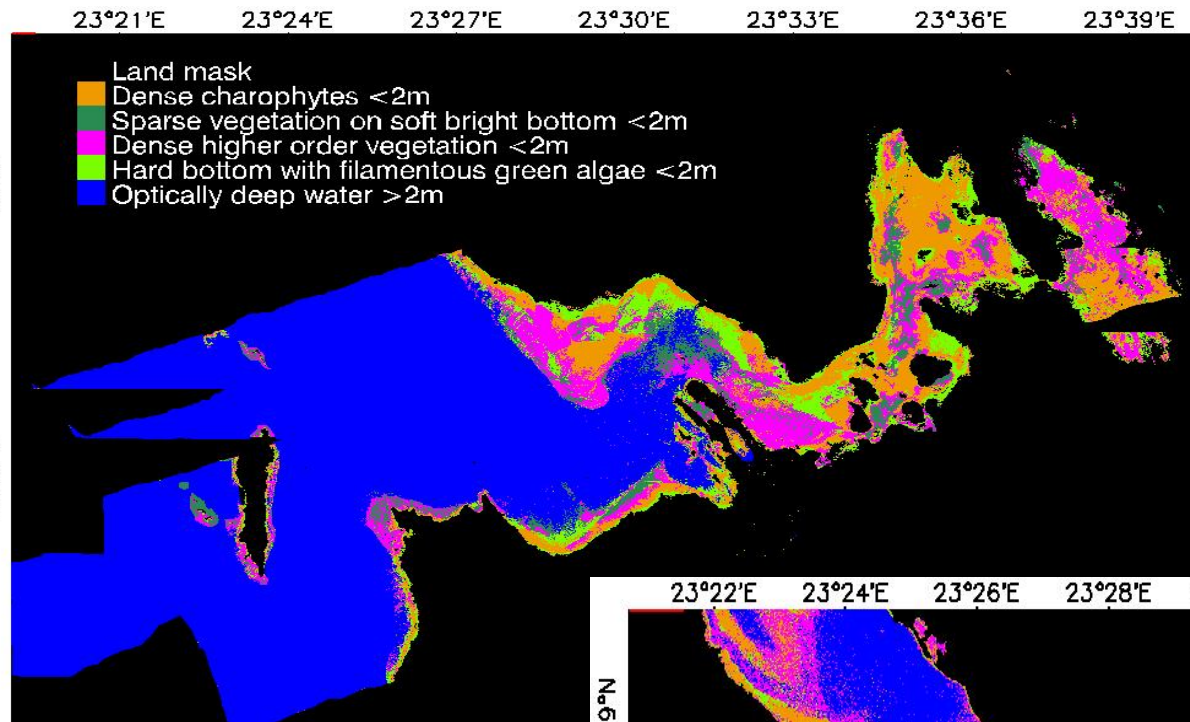 23°21'E 23°24'E 23°27'E 23°30'E 23°33'E 23°36'E 23°39'E
Land mask
Dense charophytes <2m
Sparse vegetation on soft bright bottom <2m
Dense higher order vegetation <2m
Hard bottom with filamentous green algae <2m
Optically deep water >2m
23°22'E 23°24'E 23°26'E 23°28'E